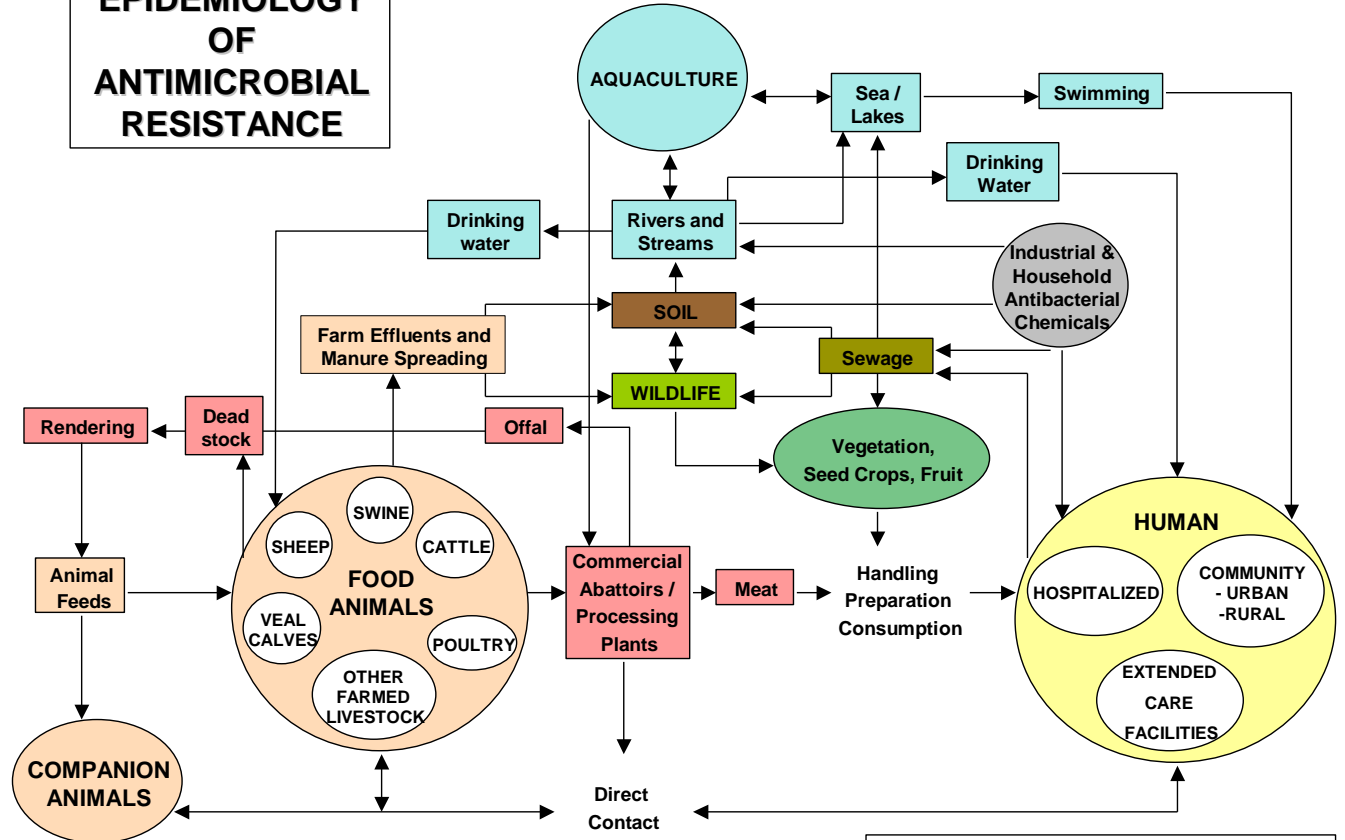 EPIDEMIOLOGY
OF
ANTIMICROBIAL
RESISTANCE
AQUACULTURE
Sea /
Lakes
Swimming
Drinking
Water
Drinking
water
Rivers and
Streams
Industrial &
Household
Antibacterial
Chemicals
SOIL
Farm Effluents and
Manure Spreading
Sewage
WILDLIFE
Rendering
Dead
stock
Offal
Vegetation,
Seed Crops, Fruit
SWINE
SHEEP
CATTLE
FOOD
ANIMALS
VEAL
CALVES
POULTRY
OTHER
FARMED
LIVESTOCK
Animal
Feeds
Commercial
Abattoirs /
Processing
Plants
Meat
Handling
Preparation
Consumption
HUMAN
HOSPITALIZED
COMMUNITY
- URBAN
-RURAL
EXTENDED
CARE
FACILITIES
COMPANION
ANIMALS
Direct
Contact